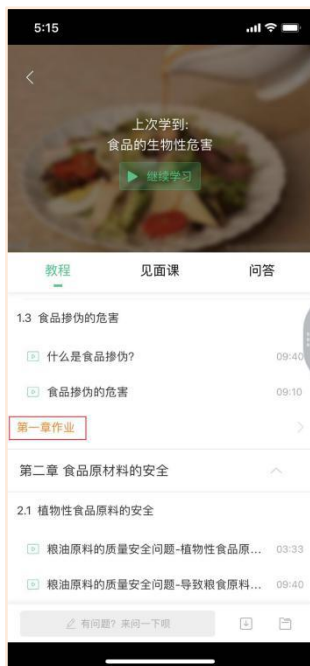 5:15
上次学到:
食品的生物性危害
继续学习
教程 见面课 问答
1.3 食品掺伪的危害
什么是食品掺伪? 09:40
食品掺伪的危害 09:10
第一章作业
第二章 食品原材料的安全
2.1 植物性食品原料的安全
粮油原料的质量安全问题-植物性食品原... 03:33
粮油原料的质量安全问题-导致粮食原料... 09:40
有问题? 来问一下呗